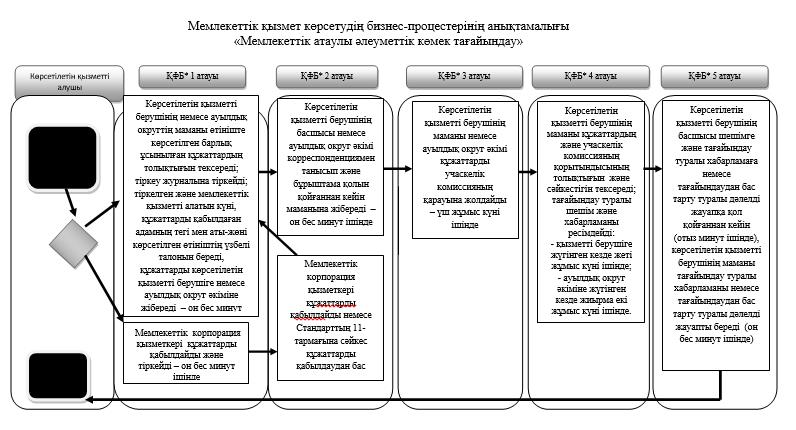 Мемлекеттік қызмет көрсетудің бизнес-процестерінің анықтамалығы
«Мемлекеттік атаулы әлеуметтік көмек тағайындау»
Көрсетілетін қызметті
алушы
ҚФБ* 1 атауы
ҚФБ* 2 атауы
ҚФБ* 3 атауы
ҚФБ* 4 атауы
ҚФБ* 5 атауы
Көрсетілетін қызметті
берушінің немесе ауылдық
округтің маманы өтініште
көрсетілген барлық
ұсынылған құжаттардың
толықтығын тексереді;
тіркеу журналына тіркейді;
тіркелген және мемлекеттік
қызметті алатын күні,
құжаттарды қабылдаған
адамның тегі мен аты-жөні
көрсетілген өтініштің үзбелі
талонын береді,
құжаттарды көрсетілетін
қызметті берушіге немесе
ауылдық округ әкіміне
жібереді – он бес минут
Мемлекеттік корпорация
қызметкері құжаттарды
қабылдайды және
тіркейді – он бес минут
ішінде
Көрсетілетін
қызметті берушінің
басшысы немесе
ауылдық округ әкімі
корреспонденциямен
танысып және
бұрыштама қолын
қойғаннан кейін
маманына жібереді –
он бес минут ішінде
Мемлекеттік
корпорация
қызметкері
құжаттарды
қабылдайды немесе
Стандарттың 11-
тармағына сәйкес
құжаттарды
қабылдаудан бас
Көрсетілетін
қызметті берушінің
маманы немесе
ауылдық округ әкімі
құжаттарды
учаскелік
комиссияның
қарауына жолдайды
– үш жұмыс күні
ішінде
Көрсетілетін
қызметті берушінің
маманы құжаттардың
және учаскелік
комиссияның
қорытындысының
толықтығын және
сәйкестігін тексереді;
тағайындау туралы
шешім және
хабарламаны
ресімдейді:
- қызметті берушіге
жүгінген кезде жеті
жұмыс күні ішінде;
- ауылдық округ
әкіміне жүгінген
кезде жиырма екі
жұмыс күні ішінде.
Көрсетілетін
қызметті берушінің
басшысы шешімге
және тағайындау
туралы хабарламаға
немесе
тағайындаудан бас
тарту туралы дәлелді
жауапқа қол
қойғаннан кейін
(отыз минут ішінде),
көрсетілетін қызметті
берушінің маманы
тағайындау туралы
хабарламаны немесе
тағайындаудан бас
тарту туралы дәлелді
жауапты береді (он
бес минут ішінде)